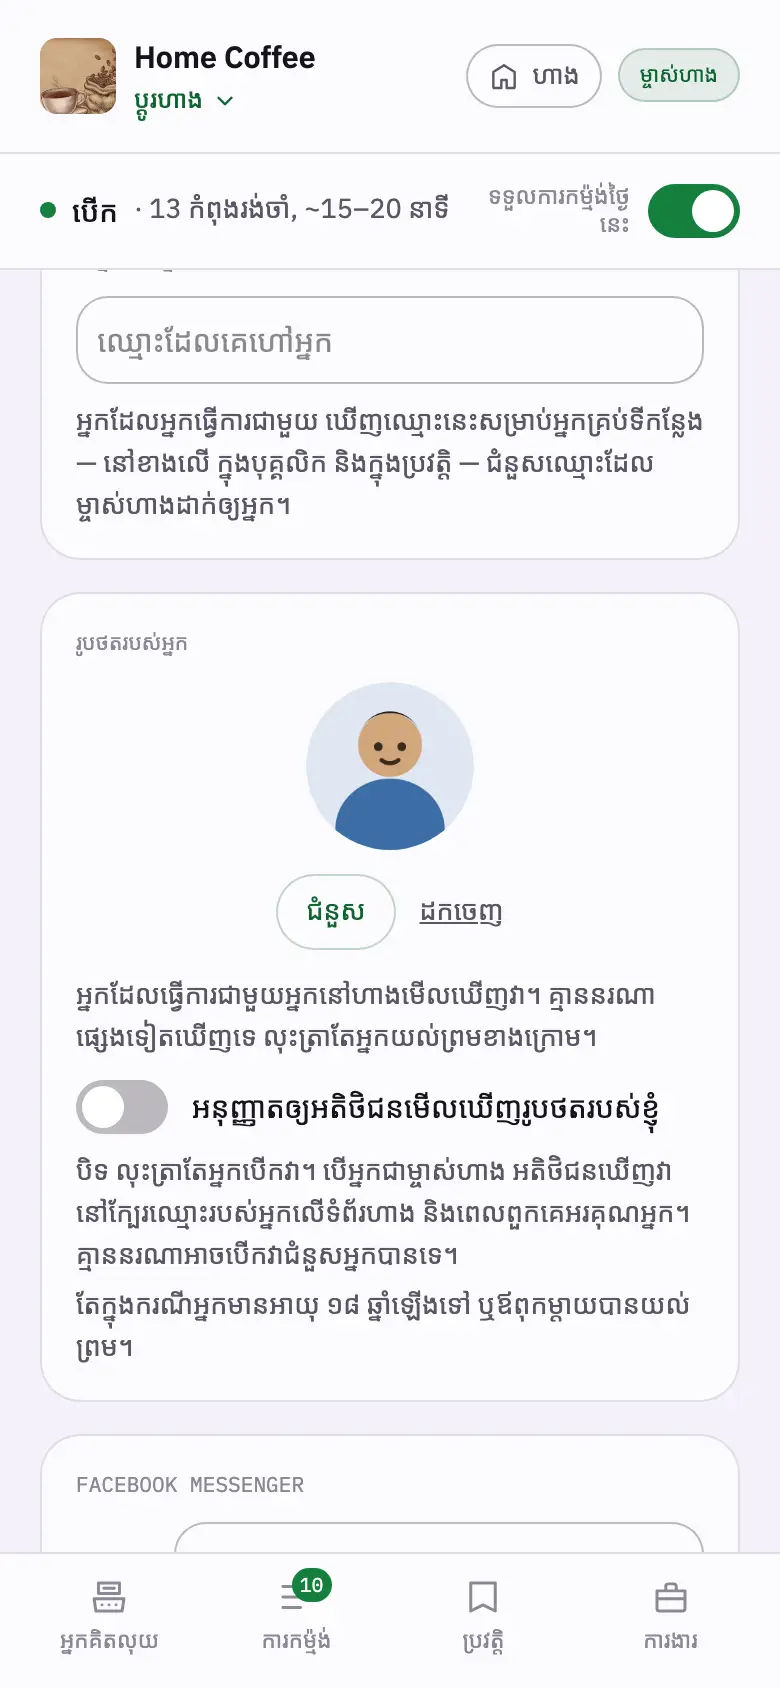 Home Coffee
ប្ដូរហាង
ហាង
ម្ចាស់ហាង
បើក · 13 កំពុងរង់ចាំ, ~15–20 នាទី
ទទួលការកម្ម៉ង់ថ្ងៃ
នេះ
ឈ្មោះដែលគេហៅអ្នក
អ្នកដែលអ្នកធ្វើការជាមួយ ឃើញឈ្មោះនេះសម្រាប់អ្នកគ្រប់ទីកន្លែង
— នៅខាងលើ ក្នុងបុគ្គលិក និងក្នុងប្រវត្តិ — ជំនួសឈ្មោះដែល
ម្ចាស់ហាងដាក់ឲ្យអ្នក។
រូបថតរបស់អ្នក
ជំនួស
ដកចេញ
អ្នកដែលធ្វើការជាមួយអ្នកនៅហាងមើលឃើញវា។ គ្មាននរណា
ផ្សេងទៀតឃើញទេ លុះត្រាតែអ្នកយល់ព្រមខាងក្រោម។
អនុញ្ញាតឲ្យអតិថិជនមើលឃើញរូបថតរបស់ខ្ញុំ
បិទ លុះត្រាតែអ្នកបើកវា។ បើអ្នកជាម្ចាស់ហាង អតិថិជនឃើញវា
នៅក្បែរឈ្មោះរបស់អ្នកលើទំព័រហាង និងពេលពួកគេអរគុណអ្នក។
គ្មាននរណាអាចបើកវាជំនួសអ្នកបានទេ។
តែក្នុងករណីអ្នកមានអាយុ ១៨ ឆ្នាំឡើងទៅ ឬឪពុកម្ដាយបានយល់
ព្រម។
FACEBOOK MESSENGER
10
អ្នកគិតលុយ
ការកម្ម៉ង់
ប្រវត្តិ
ការងារ